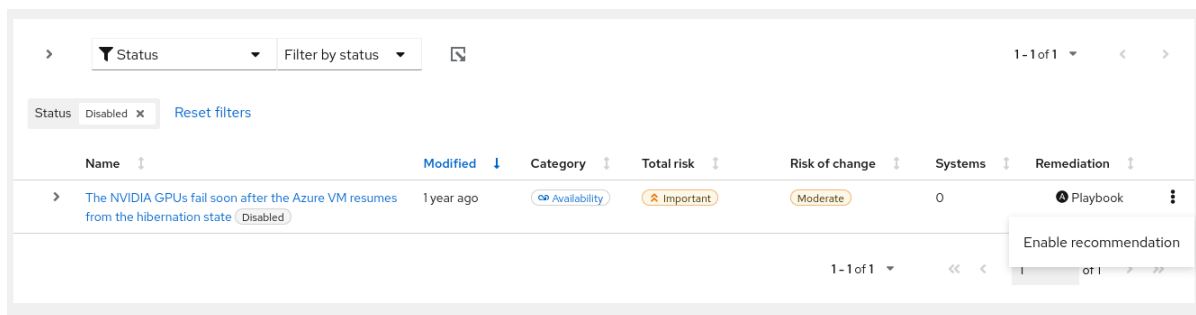 Status Filter by status 1 - 1 of 1
Status Disabled Reset filters
Name Modified Category Total risk Risk of change Systems Remediation
The NVIDIA GPUs fail soon after the Azure VM resumes 1 year ago Availability Important Moderate 0 Playbook
from the hibernation state Disabled
Enable recommendation
1 - 1 of 1 1 of 1